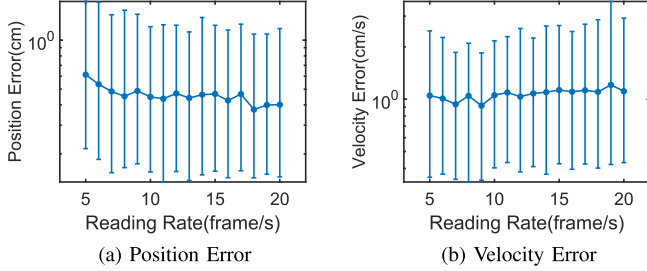 Position Error(cm)
10⁰
5 10 15 20
Reading Rate(frame/s)
(a) Position Error
Velocity Error(cm/s)
10⁰
5 10 15 20
Reading Rate(frame/s)
(b) Velocity Error